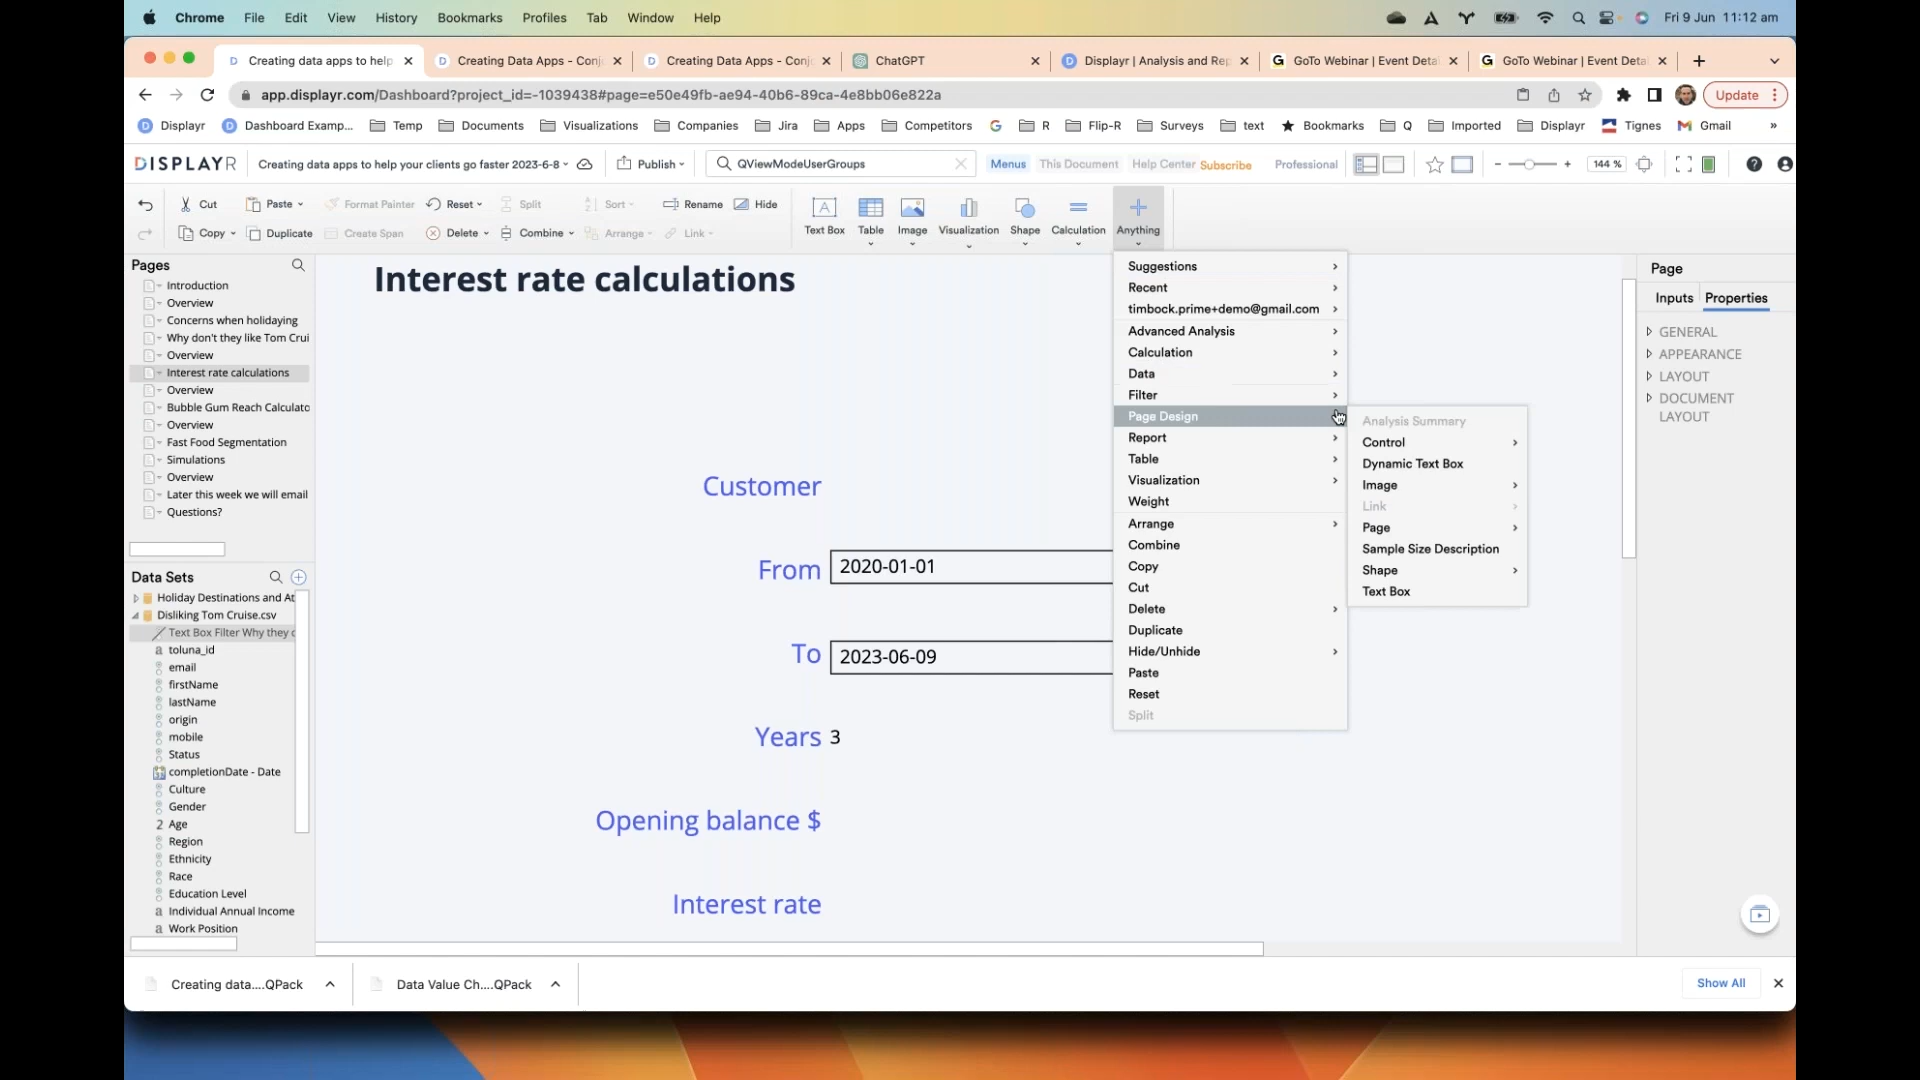 Chrome File Edit View History Bookmarks Profiles Tab Window Help Fri 9 Jun 11:12 am
Creating data apps to help Creating Data Apps - Conj Creating Data Apps - Conj ChatGPT Displayr | Analysis and Rep GoTo Webinar | Event Detai GoTo Webinar | Event Detai
app.displayr.com/Dashboard?project_id=-1039438#page=e50e49fb-ae94-40b6-89ca-4e8bb06e822a Update
Displayr Dashboard Examp... Temp Documents Visualizations Companies Jira Apps Competitors R Flip-R Surveys text Bookmarks Q Imported Displayr Tignes Gmail »
DISPLAYR Creating data apps to help your clients go faster 2023-6-8 Publish QViewModeUserGroups Menus This Document Help Center Subscribe Professional 144 %
Cut Paste Format Painter Reset Split Sort Rename Hide
Copy Duplicate Create Span Delete Combine Arrange Link
Text Box Table Image Visualization Shape Calculation Anything
Pages
Introduction
Overview
Concerns when holidaying
Why don't they like Tom Crui
Overview
Interest rate calculations
Overview
Bubble Gum Reach Calculato
Overview
Fast Food Segmentation
Simulations
Overview
Later this week we will email
Questions?
Data Sets
Holiday Destinations and At
Disliking Tom Cruise.csv
Text Box Filter Why they d
toluna_id
email
firstName
lastName
origin
mobile
Status
completionDate - Date
Culture
Gender
2 Age
Region
Ethnicity
Race
Education Level
a Individual Annual Income
a Work Position
Interest rate calculations
Customer
From 2020-01-01
To 2023-06-09
Years 3
Opening balance $
Interest rate
Suggestions
Recent
timbock.prime+demo@gmail.com
Advanced Analysis
Calculation
Data
Filter
Page Design
Report
Table
Visualization
Weight
Arrange
Combine
Copy
Cut
Delete
Duplicate
Hide/Unhide
Paste
Reset
Split
Analysis Summary
Control
Dynamic Text Box
Image
Link
Page
Sample Size Description
Shape
Text Box
Page
Inputs Properties
GENERAL
APPEARANCE
LAYOUT
DOCUMENT
LAYOUT
Creating data....QPack Data Value Ch....QPack Show All